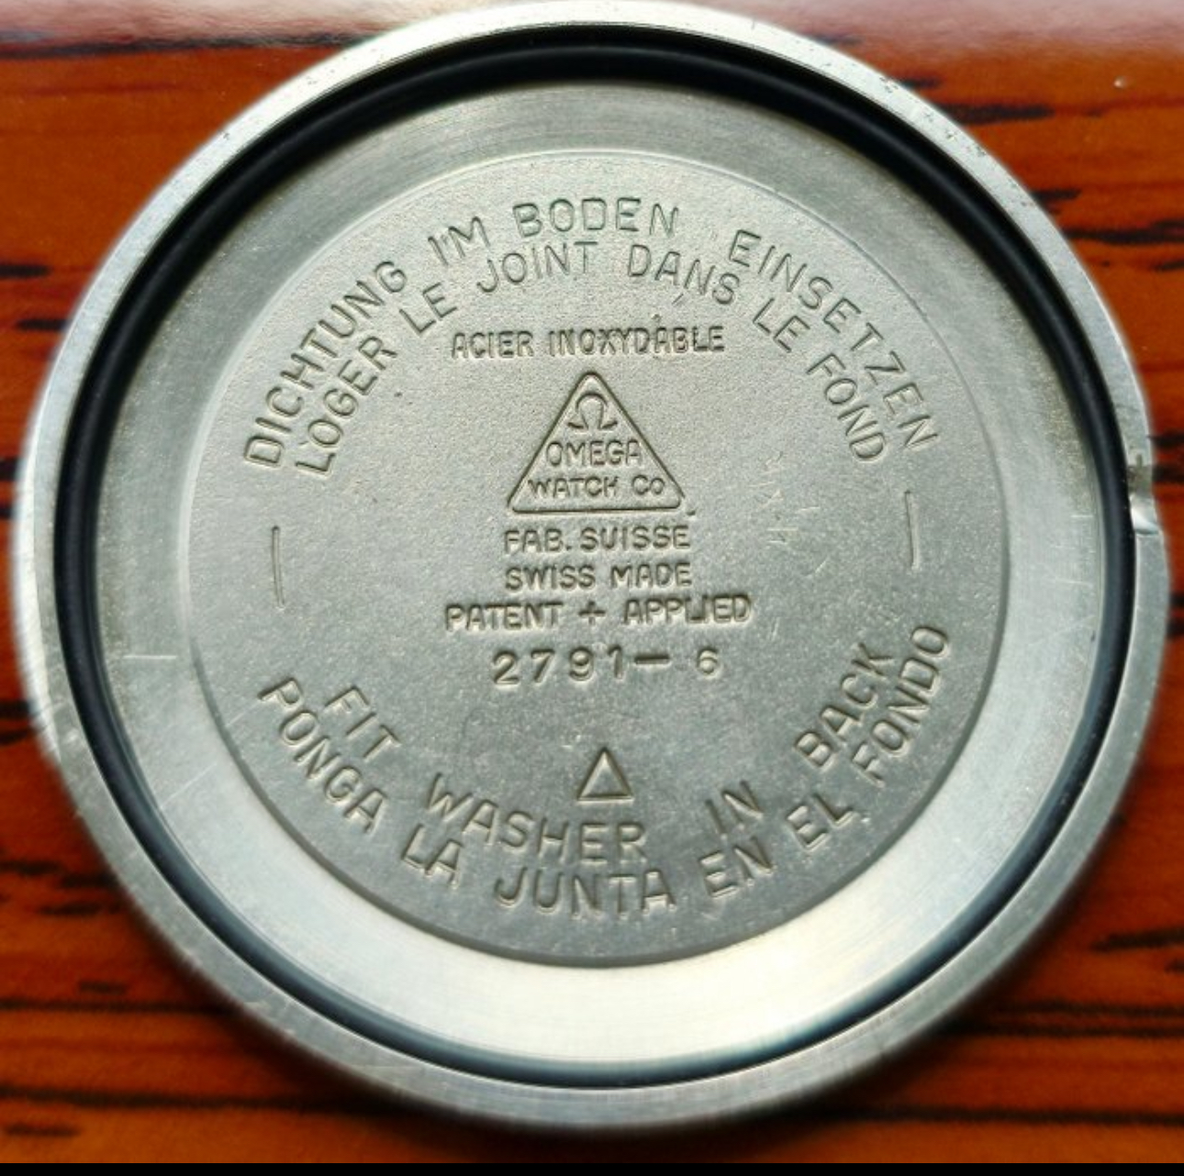 DICHTUNG IM BODEN EINSETZEN
LOGER LE JOINT DANS LE FOND
ACIER INOXYDABLE
Ω
OMEGA
WATCH Co
FAB. SUISSE
SWISS MADE
PATENT + APPLIED
2791-6
FIT WASHER IN BACK
PONGA LA JUNTA EN EL FONDO